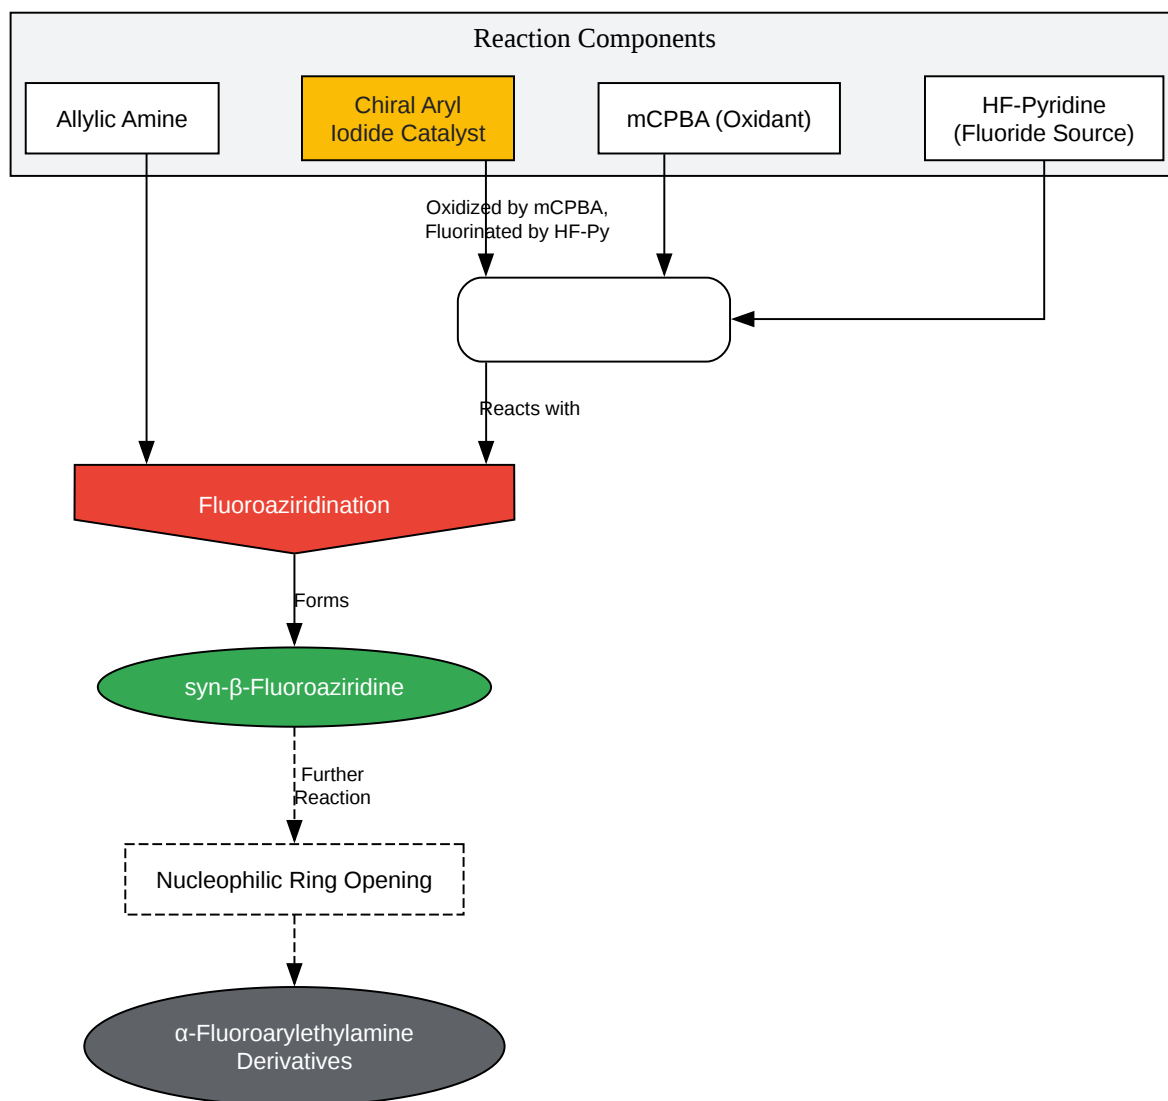 Reaction Components
Allylic Amine
Chiral Aryl
Iodide Catalyst
mCPBA (Oxidant)
HF-Pyridine
(Fluoride Source)
Oxidized by mCPBA,
Fluorinated by HF-Py
Reacts with
Fluoroaziridination
Forms
syn-β-Fluoroaziridine
Further
Reaction
Nucleophilic Ring Opening
α-Fluoroarylethylamine
Derivatives